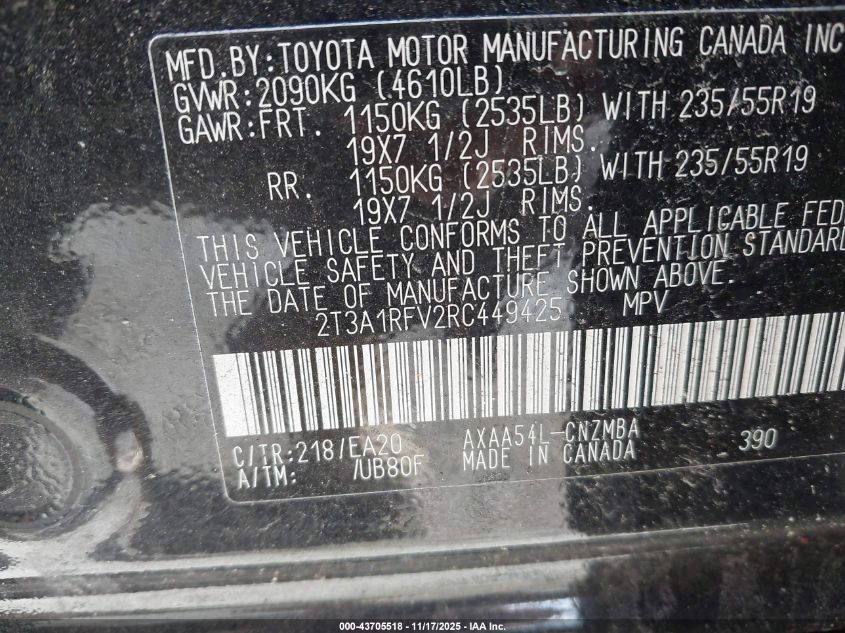 MFD.BY:TOYOTA MOTOR MANUFACTURING CANADA INC
GVWR:2090KG (4610LB)
GAWR:FRT. 1150KG (2535LB) WITH 235/55R19
19X7 1/2J RIMS.
RR. 1150KG (2535LB) WITH 235/55R19
19X7 1/2J RIMS.
THIS VEHICLE CONFORMS TO ALL APPLICABLE FED
VEHICLE SAFETY AND THEFT PREVENTION STANDARD
THE DATE OF MANUFACTURE SHOWN ABOVE.
2T3A1RFV2RC449425 MPV
C/TR:218/EA20 AXAA54L-CNZMBA 390
A/TM: /UB80F MADE IN CANADA
000-43705518 - 11/17/2025 - IAA Inc.